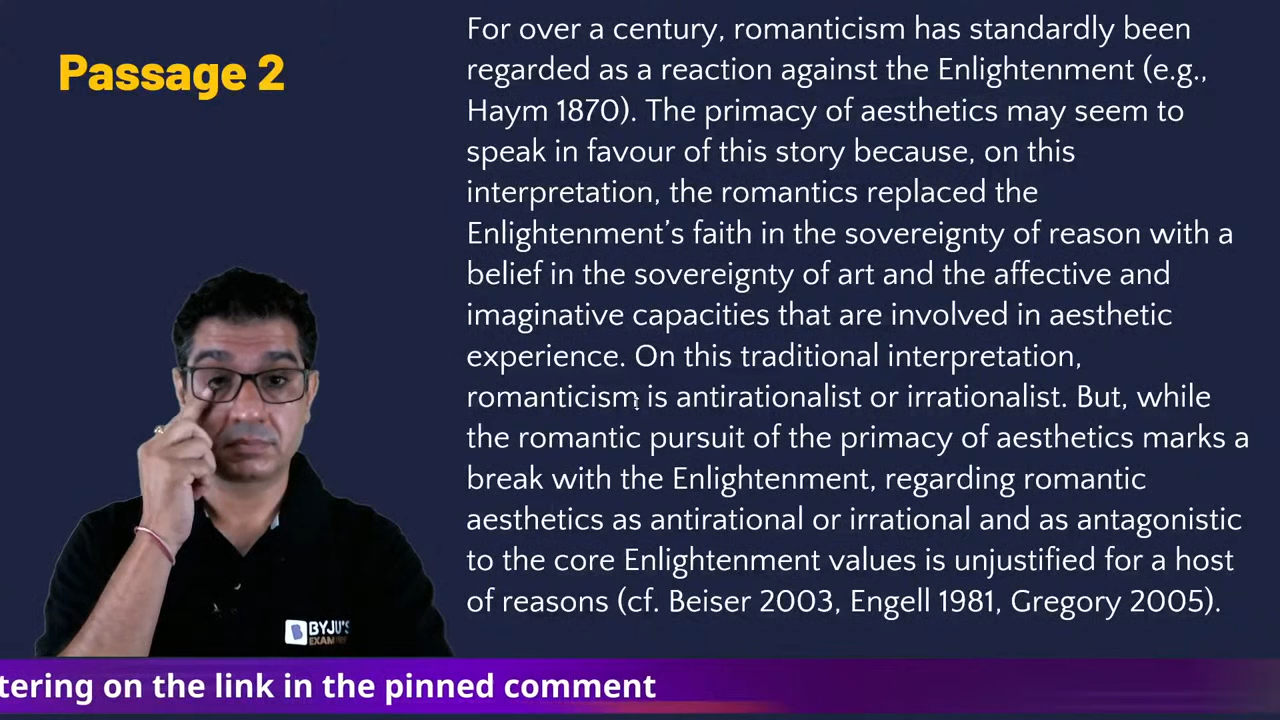 Passage 2
For over a century, romanticism has standardly been
regarded as a reaction against the Enlightenment (e.g.,
Haym 1870). The primacy of aesthetics may seem to
speak in favour of this story because, on this
interpretation, the romantics replaced the
Enlightenment’s faith in the sovereignty of reason with a
belief in the sovereignty of art and the affective and
imaginative capacities that are involved in aesthetic
experience. On this traditional interpretation,
romanticism is antirationalist or irrationalist. But, while
the romantic pursuit of the primacy of aesthetics marks a
break with the Enlightenment, regarding romantic
aesthetics as antirational or irrational and as antagonistic
to the core Enlightenment values is unjustified for a host
of reasons (cf. Beiser 2003, Engell 1981, Gregory 2005).
BYJU'S
tering on the link in the pinned comment